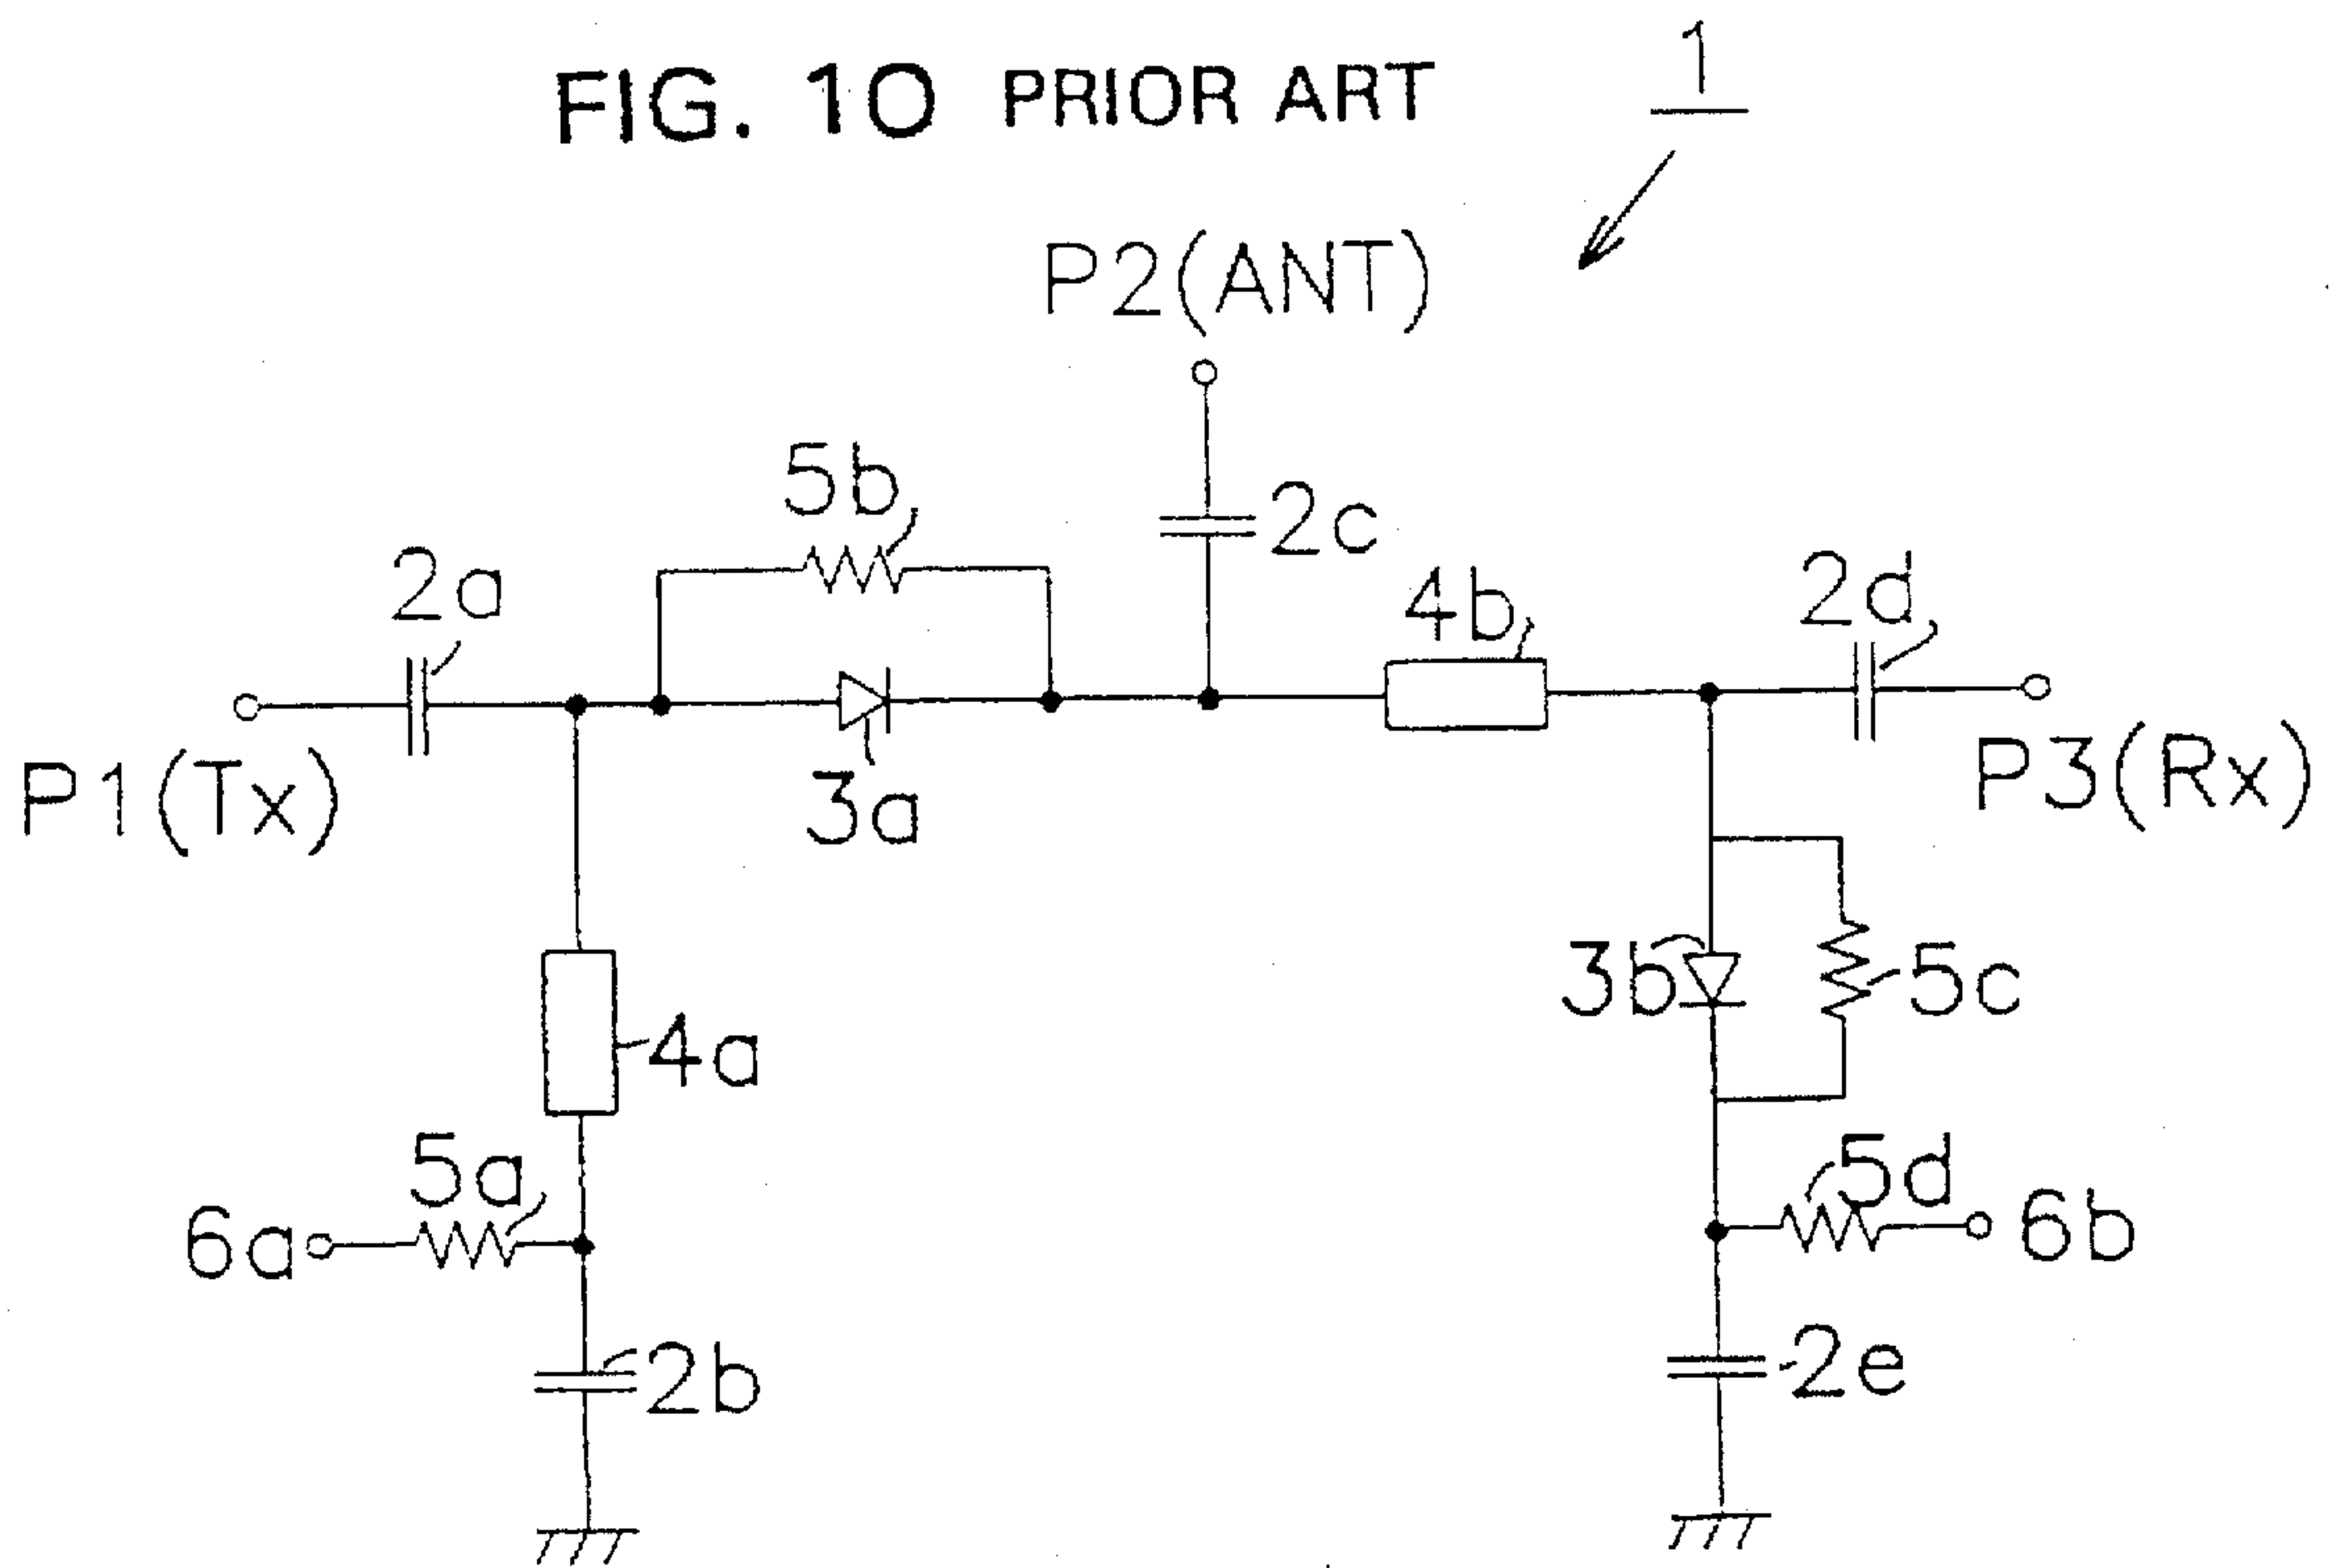 FIG. 10 PRIOR ART
1
P2(ANT)
5b
2c
2a
4b
2d
P1(Tx)
3a
P3(Rx)
3b
5c
4a
5a
5d
6a
6b
2b
2e